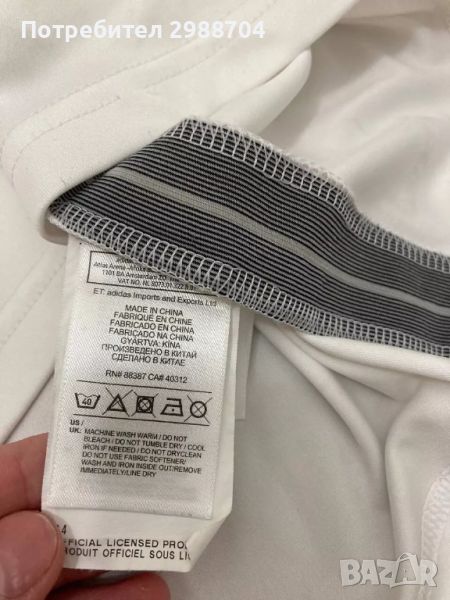 Потребител 2988704
Atlas Arena
1101 BA Amsterdam
VAT. NO. NL
ET: adidas Imports and Exports Ltd
MADE IN CHINA
FABRIQUÉ EN CHINE
FABRICADO EN CHINA
FABRICADO NA CHINA
GYÁRTVA: KÍNA
ПРОИЗВЕДЕНО В КИТАЙ
СДЕЛАНО В КИТАЕ
RN# 88387 CA# 40312
40
US /
UK: MACHINE WASH WARM / DO NOT
BLEACH / DO NOT TUMBLE DRY / COOL
IRON IF NEEDED / DO NOT DRYCLEAN
/ DO NOT USE FABRIC SOFTENER/
WASH AND IRON INSIDE OUT/REMOVE
IMMEDIATELY/LINE DRY
FFICIAL LICENSED PRO
RODUIT OFFICIEL SOUS LI
BAZAR